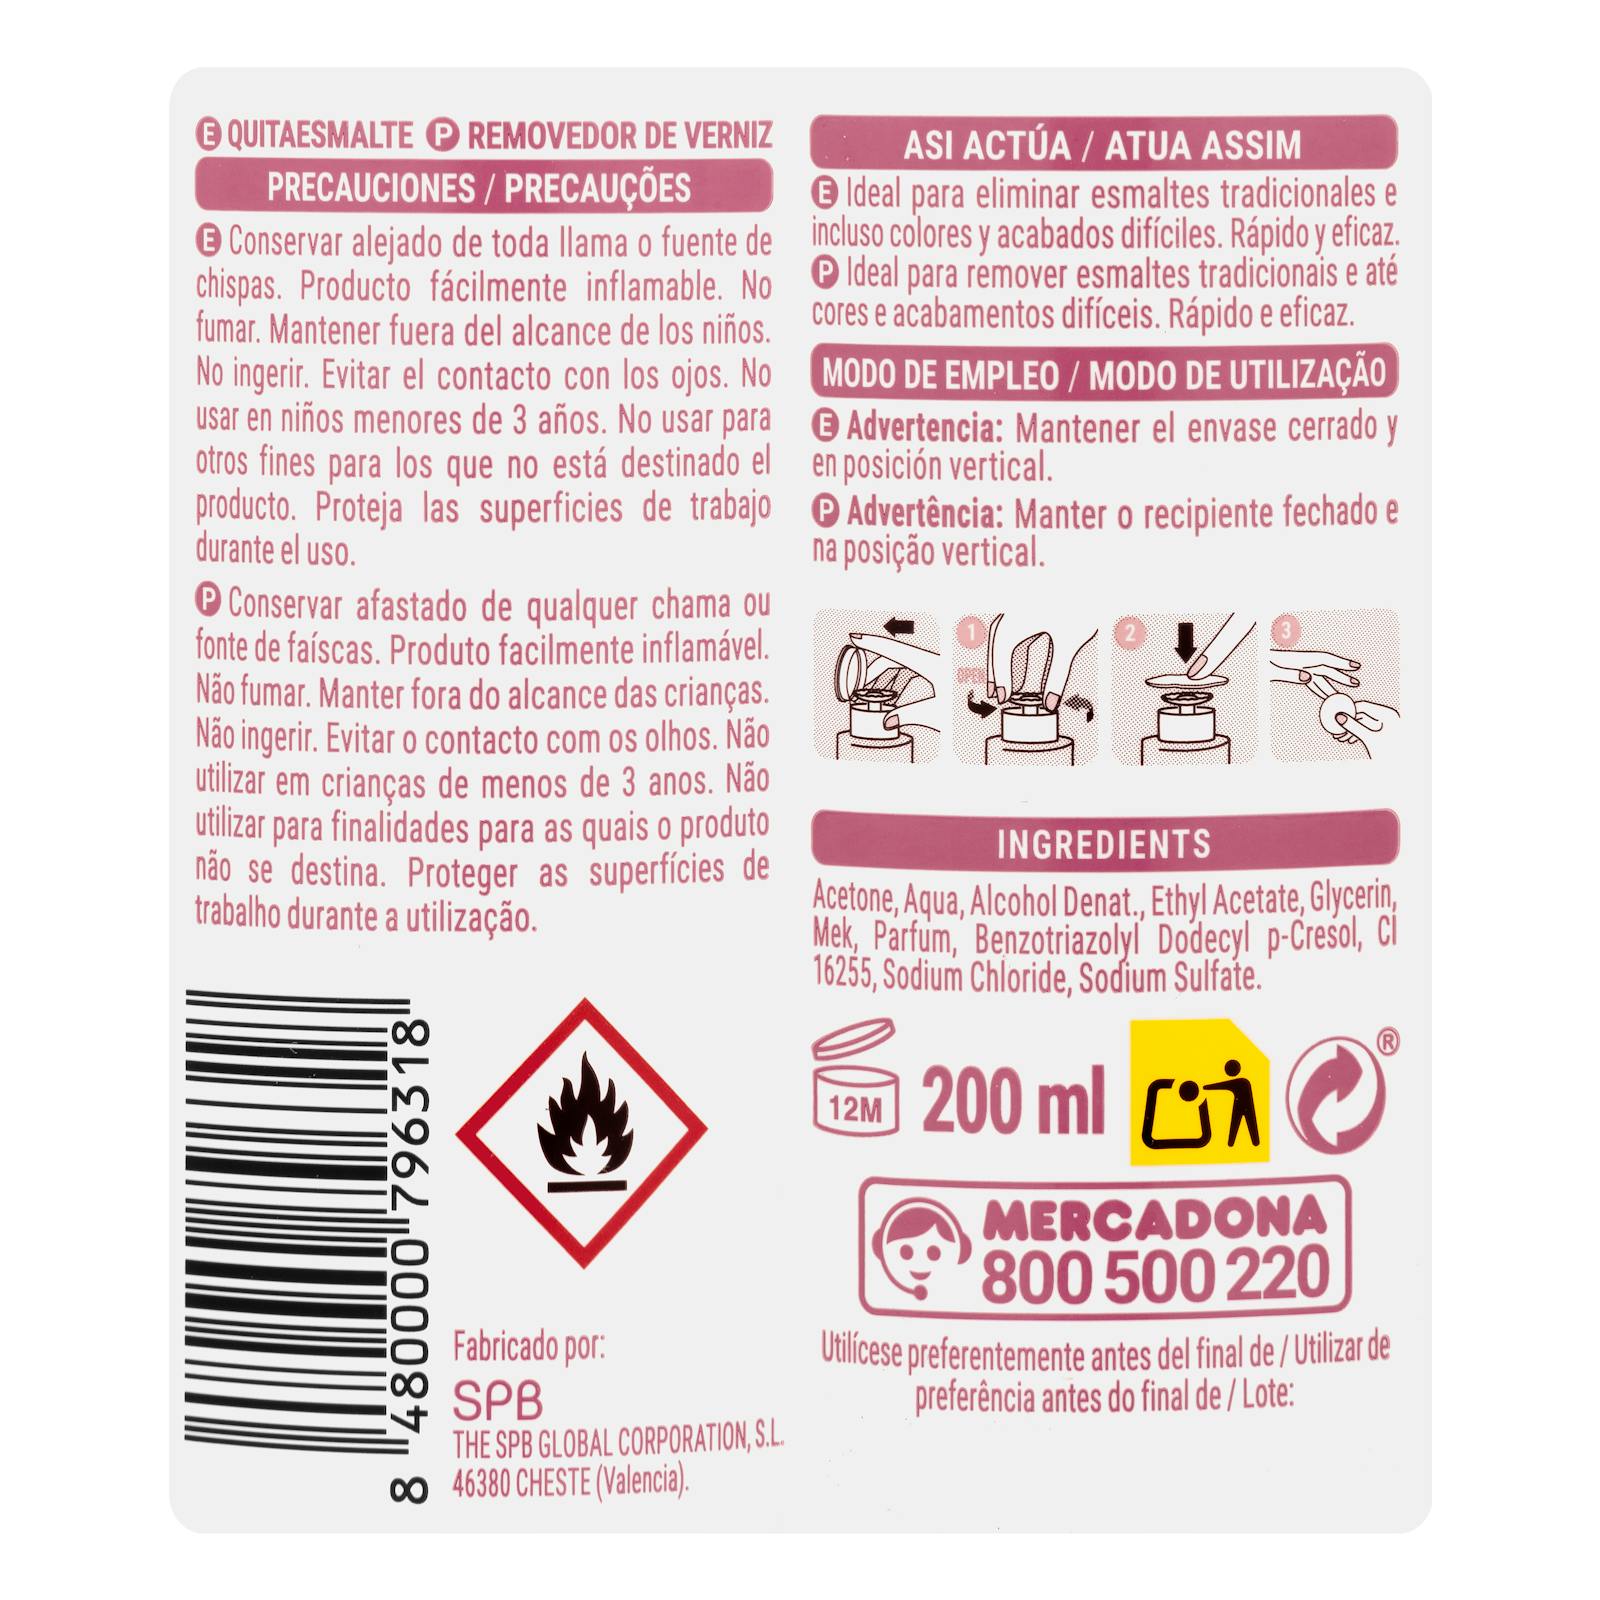 E QUITAESMALTE P REMOVEDOR DE VERNIZ
PRECAUCIONES / PRECAUÇÕES
E Conservar alejado de toda llama o fuente de
chispas. Producto fácilmente inflamable. No
fumar. Mantener fuera del alcance de los niños.
No ingerir. Evitar el contacto con los ojos. No
usar en niños menores de 3 años. No usar para
otros fines para los que no está destinado el
producto. Proteja las superficies de trabajo
durante el uso.
P Conservar afastado de qualquer chama ou
fonte de faíscas. Produto facilmente inflamável.
Não fumar. Manter fora do alcance das crianças.
Não ingerir. Evitar o contacto com os olhos. Não
utilizar em crianças de menos de 3 anos. Não
utilizar para finalidades para as quais o produto
não se destina. Proteger as superfícies de
trabalho durante a utilização.
8 480000 796318
Fabricado por:
SPB
THE SPB GLOBAL CORPORATION, S.L.
46380 CHESTE (Valencia).
ASI ACTÚA / ATUA ASSIM
E Ideal para eliminar esmaltes tradicionales e
incluso colores y acabados difíciles. Rápido y eficaz.
P Ideal para remover esmaltes tradicionais e até
cores e acabamentos difíceis. Rápido e eficaz.
MODO DE EMPLEO / MODO DE UTILIZAÇÃO
E Advertencia: Mantener el envase cerrado y
en posición vertical.
P Advertência: Manter o recipiente fechado e
na posição vertical.
1 2 3
OPEN
INGREDIENTS
Acetone, Aqua, Alcohol Denat., Ethyl Acetate, Glycerin,
Mek, Parfum, Benzotriazolyl Dodecyl p-Cresol, CI
16255, Sodium Chloride, Sodium Sulfate.
12M 200 ml ®
MERCADONA
800 500 220
Utilícese preferentemente antes del final de / Utilizar de
preferência antes do final de / Lote: